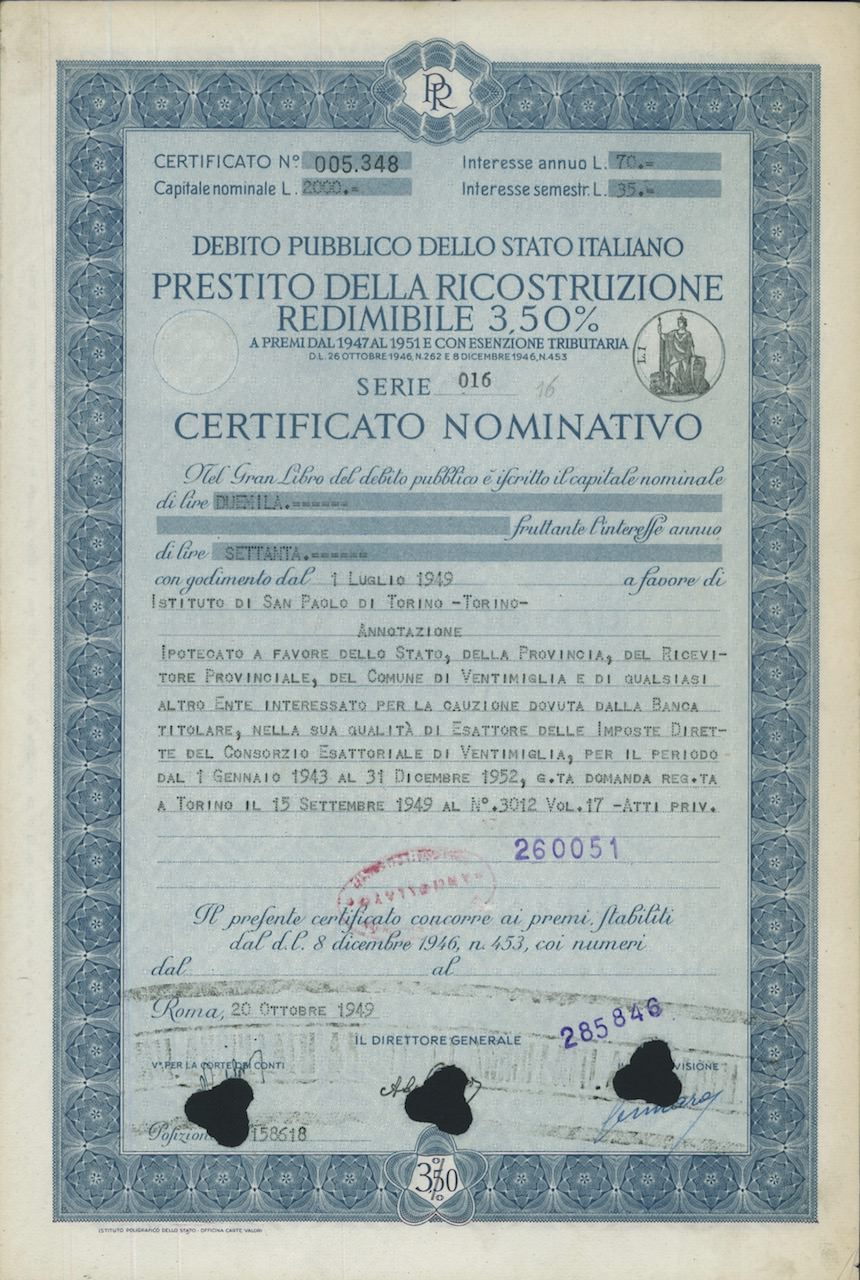 PR
CERTIFICATO Nº 005.348
Interesse annuo L. 70.=
Capitale nominale L. 2000.=
Interesse semestr. L. 35.=
DEBITO PUBBLICO DELLO STATO ITALIANO
PRESTITO DELLA RICOSTRUZIONE
REDIMIBILE 3,50%
A PREMI DAL 1947 AL 1951 E CON ESENZIONE TRIBUTARIA
D.L. 26 OTTOBRE 1946, N.262 E 8 DICEMBRE 1946, N.453
L.I
SERIE 016 16
CERTIFICATO NOMINATIVO
Nel Gran Libro del debito pubblico è iscritto il capitale nominale
di lire DUEMILA.======
fruttante l'interesse annuo
di lire SETTANTA.======
con godimento dal 1 LUGLIO 1949 a favore di
ISTITUTO DI SAN PAOLO DI TORINO -TORINO-
ANNOTAZIONE
IPOTECATO A FAVORE DELLO STATO, DELLA PROVINCIA, DEL RICEVI-
TORE PROVINCIALE, DEL COMUNE DI VENTIMIGLIA E DI QUALSIASI
ALTRO ENTE INTERESSATO PER LA CAUZIONE DOVUTA DALLA BANCA
TITOLARE, NELLA SUA QUALITÀ DI ESATTORE DELLE IMPOSTE DIRET-
TE DEL CONSORZIO ESATTORIALE DI VENTIMIGLIA, PER IL PERIODO
DAL 1 GENNAIO 1943 AL 31 DICEMBRE 1952, G.TA DOMANDA REG.TA
A TORINO IL 15 SETTEMBRE 1949 AL Nº.3012 VOL.17 -ATTI PRIV.
260051
Il presente certificato concorre ai premi stabiliti
dal d.l. 8 dicembre 1946, n. 453, coi numeri
dal al
Roma, 20 OTTOBRE 1949
285846
IL DIRETTORE GENERALE
Vº PER LA CORTE DEI CONTI
158618
3,50%
ISTITUTO POLIGRAFICO DELLO STATO - OFFICINA CARTE VALORI